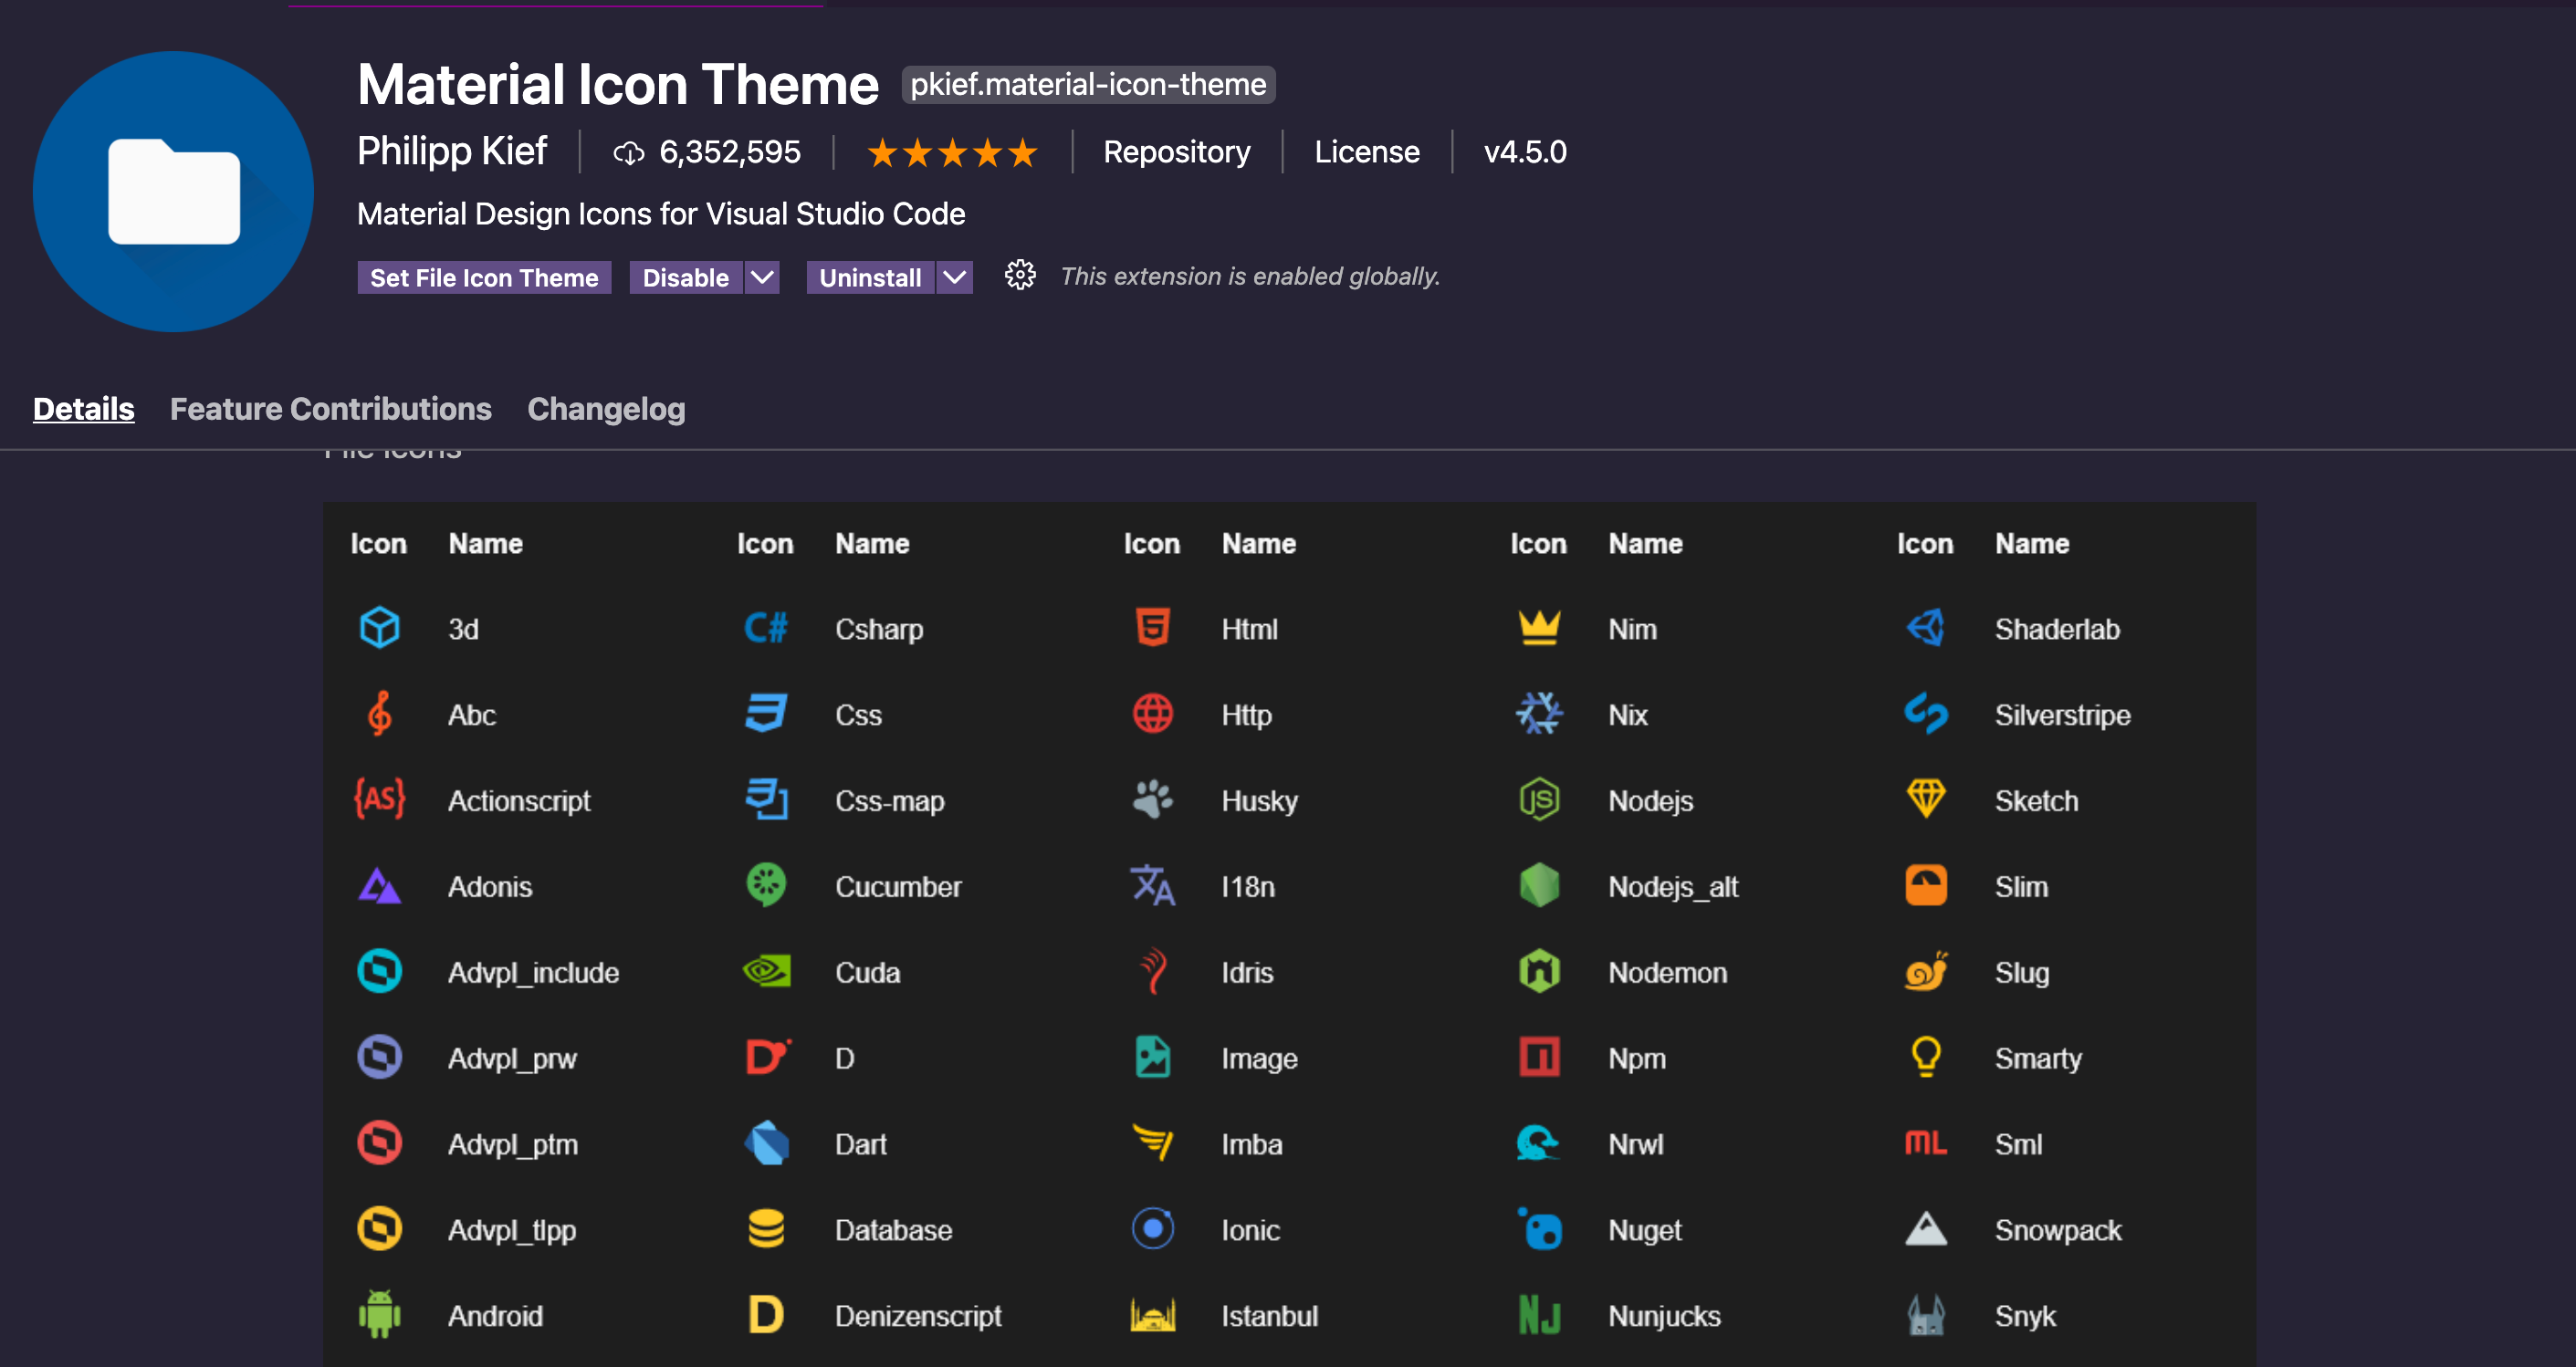 Material Icon Theme pkief.material-icon-theme
Philipp Kief 6,352,595 Repository License v4.5.0
Material Design Icons for Visual Studio Code
Set File Icon Theme Disable Uninstall This extension is enabled globally.
Details Feature Contributions Changelog
File Icons
Icon Name Icon Name Icon Name Icon Name Icon Name
3d C# Csharp Html Nim Shaderlab
Abc Css Http Nix Silverstripe
{AS} Actionscript Css-map Husky JS Nodejs Sketch
Adonis Cucumber I18n Nodejs_alt Slim
Advpl_include Cuda Idris Nodemon Slug
Advpl_prw D D Image Npm Smarty
Advpl_ptm Dart Imba Nrwl ML Sml
Advpl_tlpp Database Ionic Nuget Snowpack
Android D Denizenscript Istanbul NJ Nunjucks Snyk